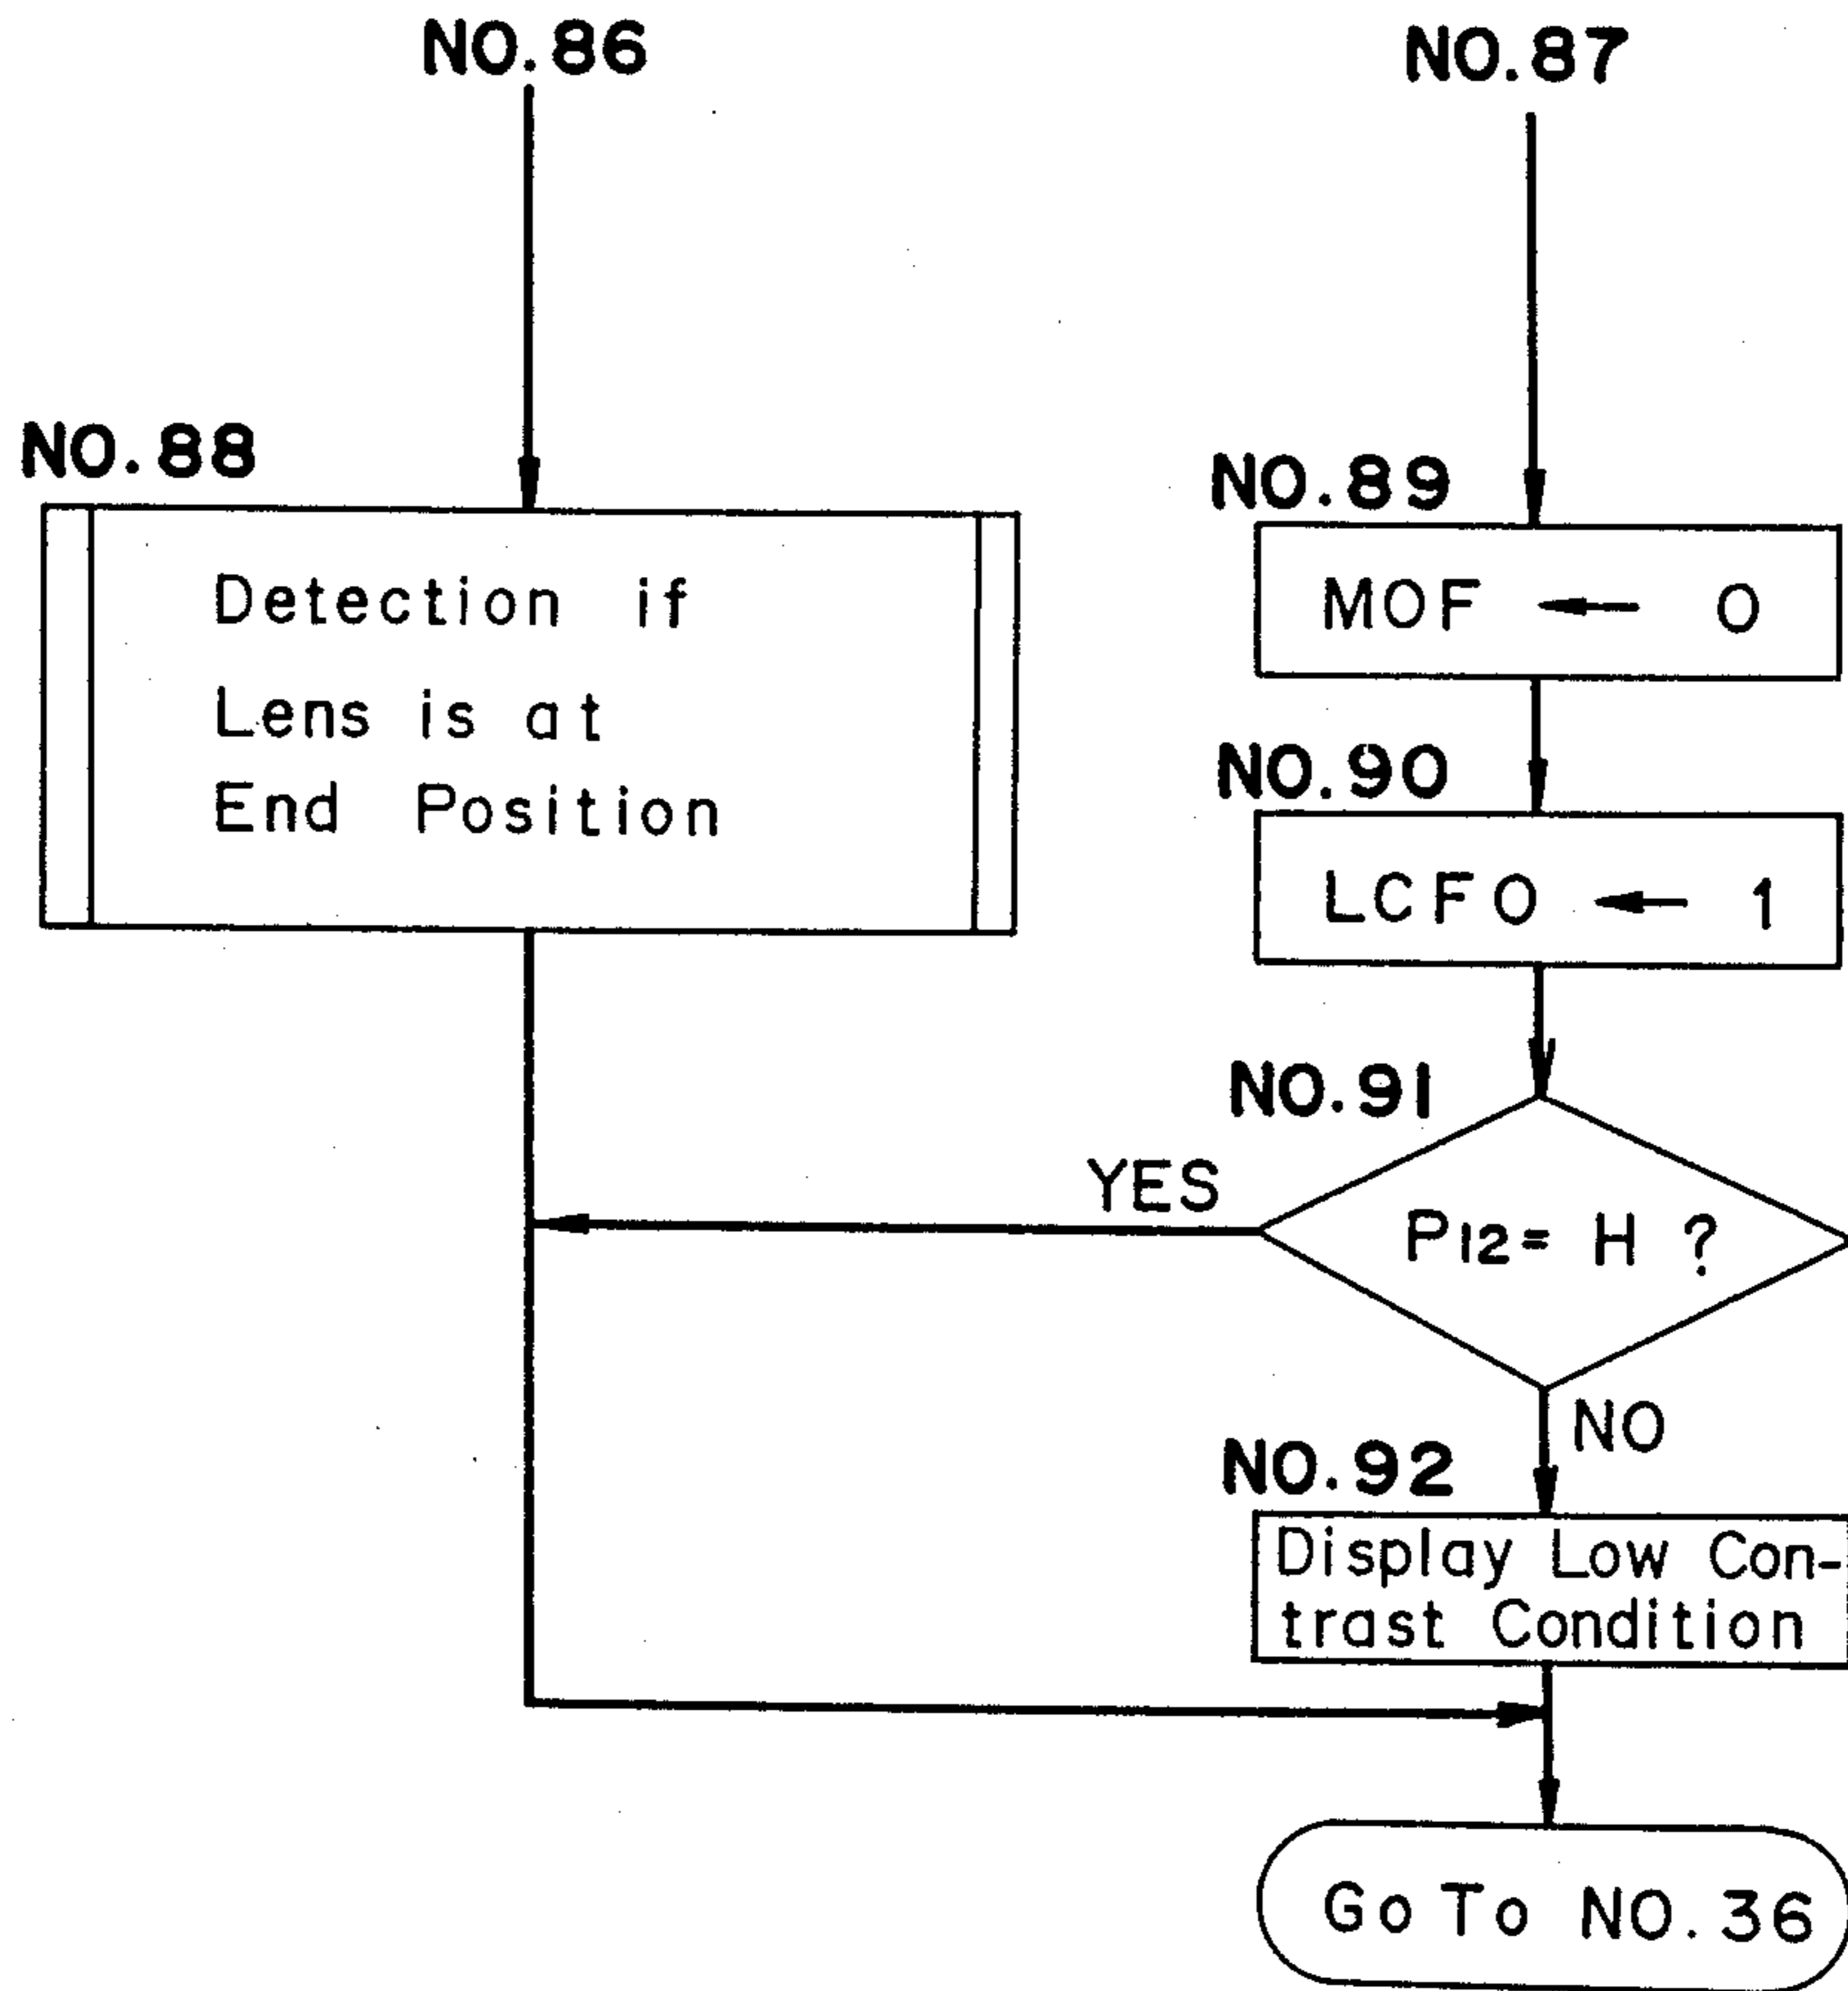 NO.86
NO.87
NO.88
Detection if
Lens is at
End Position
NO.89
MOF ← 0
NO.90
LCFO ← 1
NO.91
YES
P12= H ?
NO
NO.92
Display Low Con-
trast Condition
Go To NO.36